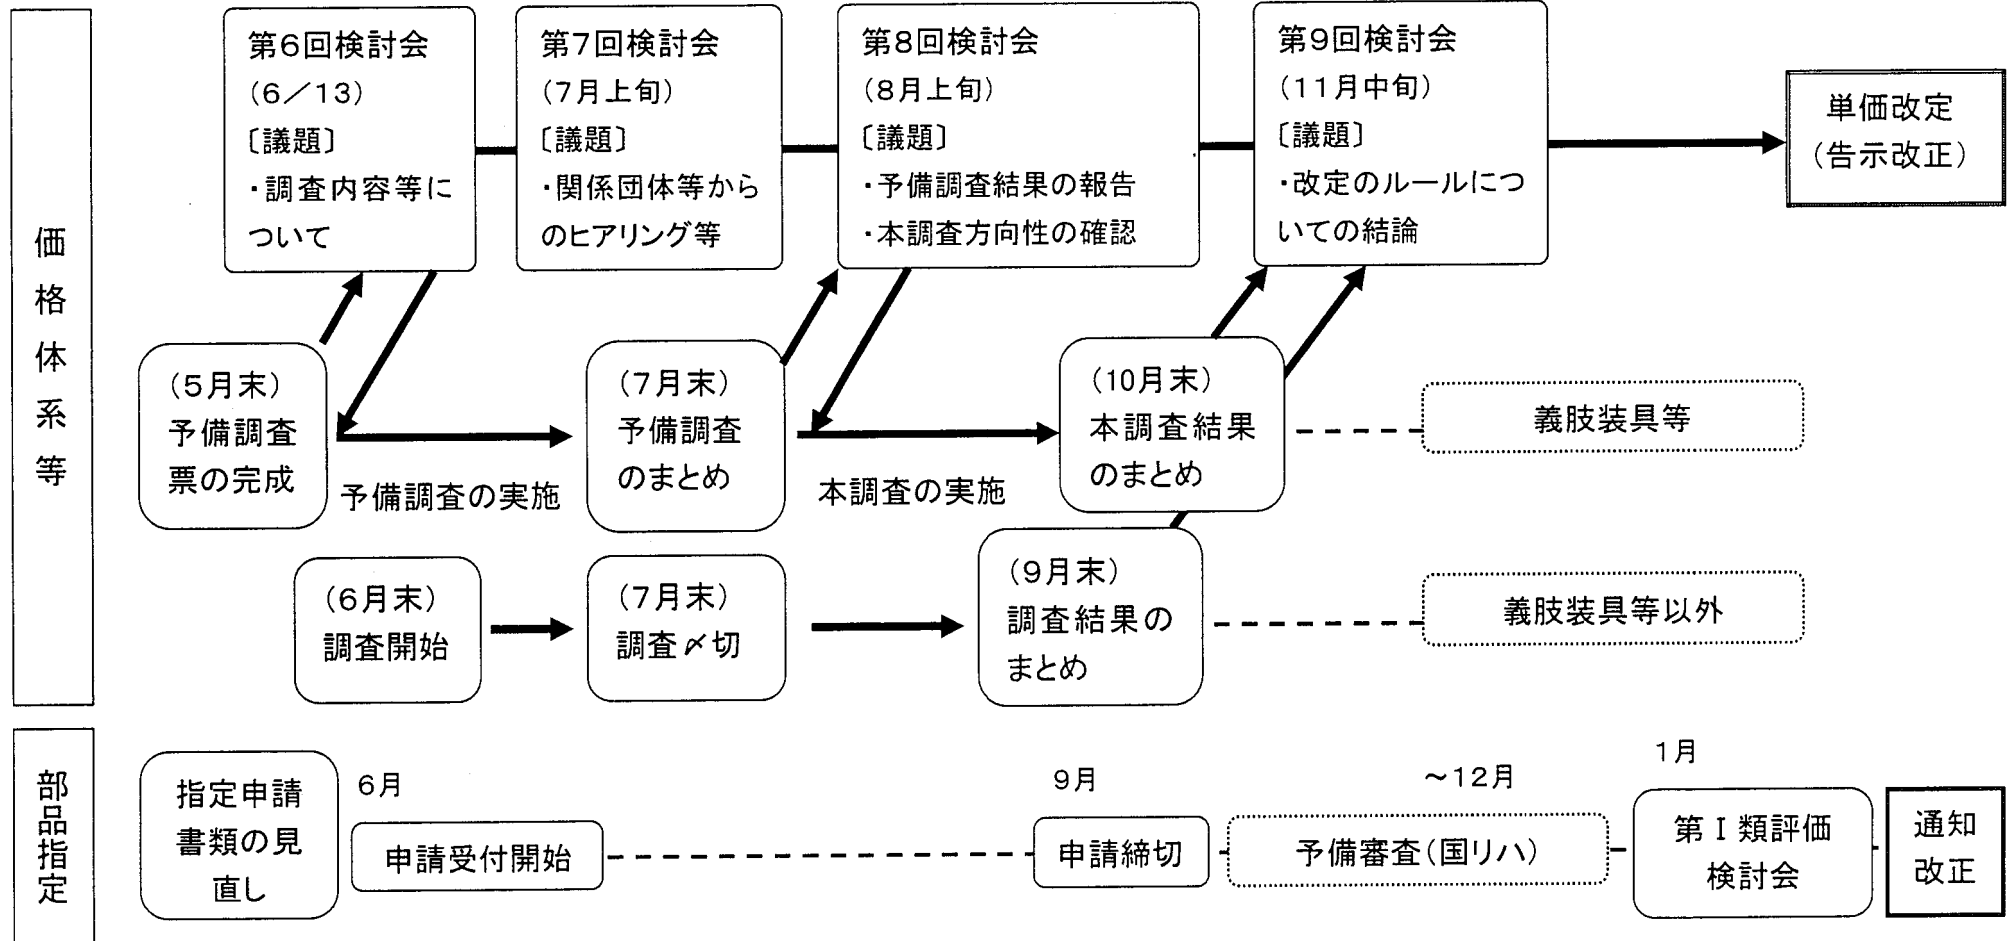 価格体系等
第6回検討会
(6/13)
〔議題〕
・調査内容等に
ついて
第7回検討会
(7月上旬)
〔議題〕
・関係団体等から
のヒアリング等
第8回検討会
(8月上旬)
〔議題〕
・予備調査結果の報告
・本調査方向性の確認
第9回検討会
(11月中旬)
〔議題〕
・改定のルールにつ
いての結論
単価改定
(告示改正)
(5月末)
予備調査
票の完成
予備調査の実施
(7月末)
予備調査
のまとめ
本調査の実施
(10月末)
本調査結果
のまとめ
義肢装具等
(6月末)
調査開始
(7月末)
調査〆切
(9月末)
調査結果の
まとめ
義肢装具等以外
部品指定
指定申請
書類の見
直し
6月
申請受付開始
9月
申請締切
～12月
予備審査(国リハ)
1月
第Ⅰ類評価
検討会
通知
改正